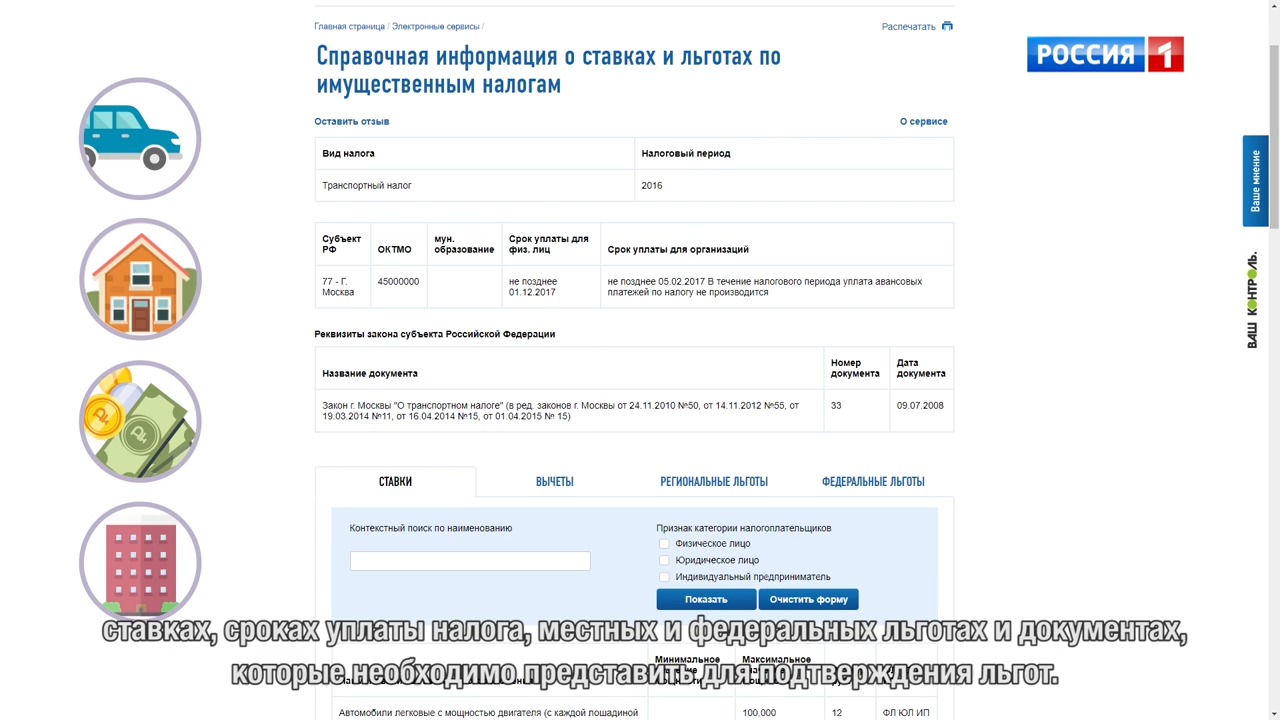 Главная страница / Электронные сервисы /
Распечатать
Справочная информация о ставках и льготах по
имущественным налогам
РОССИЯ 1
Оставить отзыв
О сервисе
Вид налога
Налоговый период
Транспортный налог
2016
Ваше мнение
Субъект
РФ
ОКТМО
мун.
образование
Срок уплаты для
физ. лиц
Срок уплаты для организаций
77 - Г.
Москва
45000000
не позднее
01.12.2017
не позднее 05.02.2017 В течение налогового периода уплата авансовых
платежей по налогу не производится
ВАШ КОНТРОЛЬ.
Реквизиты закона субъекта Российской Федерации
Название документа
Номер
документа
Дата
документа
Закон г. Москвы "О транспортном налоге" (в ред. законов г. Москвы от 24.11.2010 №50, от 14.11.2012 №55, от
19.03.2014 №11, от 16.04.2014 №15, от 01.04.2015 № 15)
33
09.07.2008
СТАВКИ
ВЫЧЕТЫ
РЕГИОНАЛЬНЫЕ ЛЬГОТЫ
ФЕДЕРАЛЬНЫЕ ЛЬГОТЫ
Контекстный поиск по наименованию
Признак категории налогоплательщиков
Физическое лицо
Юридическое лицо
Индивидуальный предприниматель
Показать
Очистить форму
ставках, сроках уплаты налога, местных и федеральных льготах и документах,
которые необходимо представить для подтверждения льгот.
Минимальное
Максимальное
Автомобили легковые с мощностью двигателя (с каждой лошадиной
100,000
12
ФЛ ЮЛ ИП